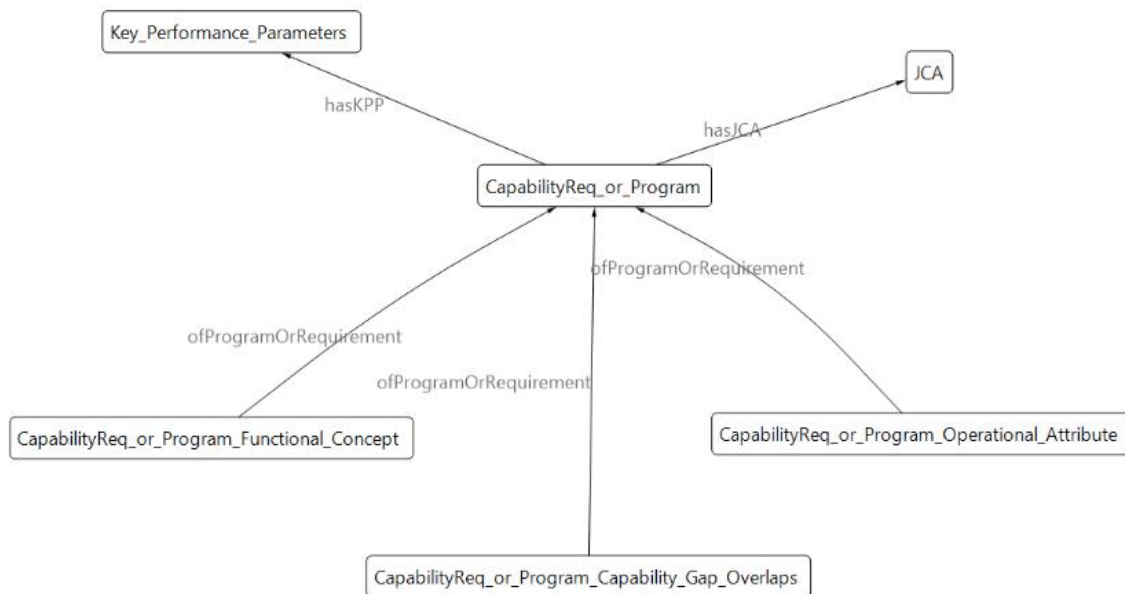 Key_Performance_Parameters
JCA
hasKPP
hasJCA
CapabilityReq_or_Program
ofProgramOrRequirement
ofProgramOrRequirement
ofProgramOrRequirement
CapabilityReq_or_Program_Functional_Concept
CapabilityReq_or_Program_Operational_Attribute
CapabilityReq_or_Program_Capability_Gap_Overlaps